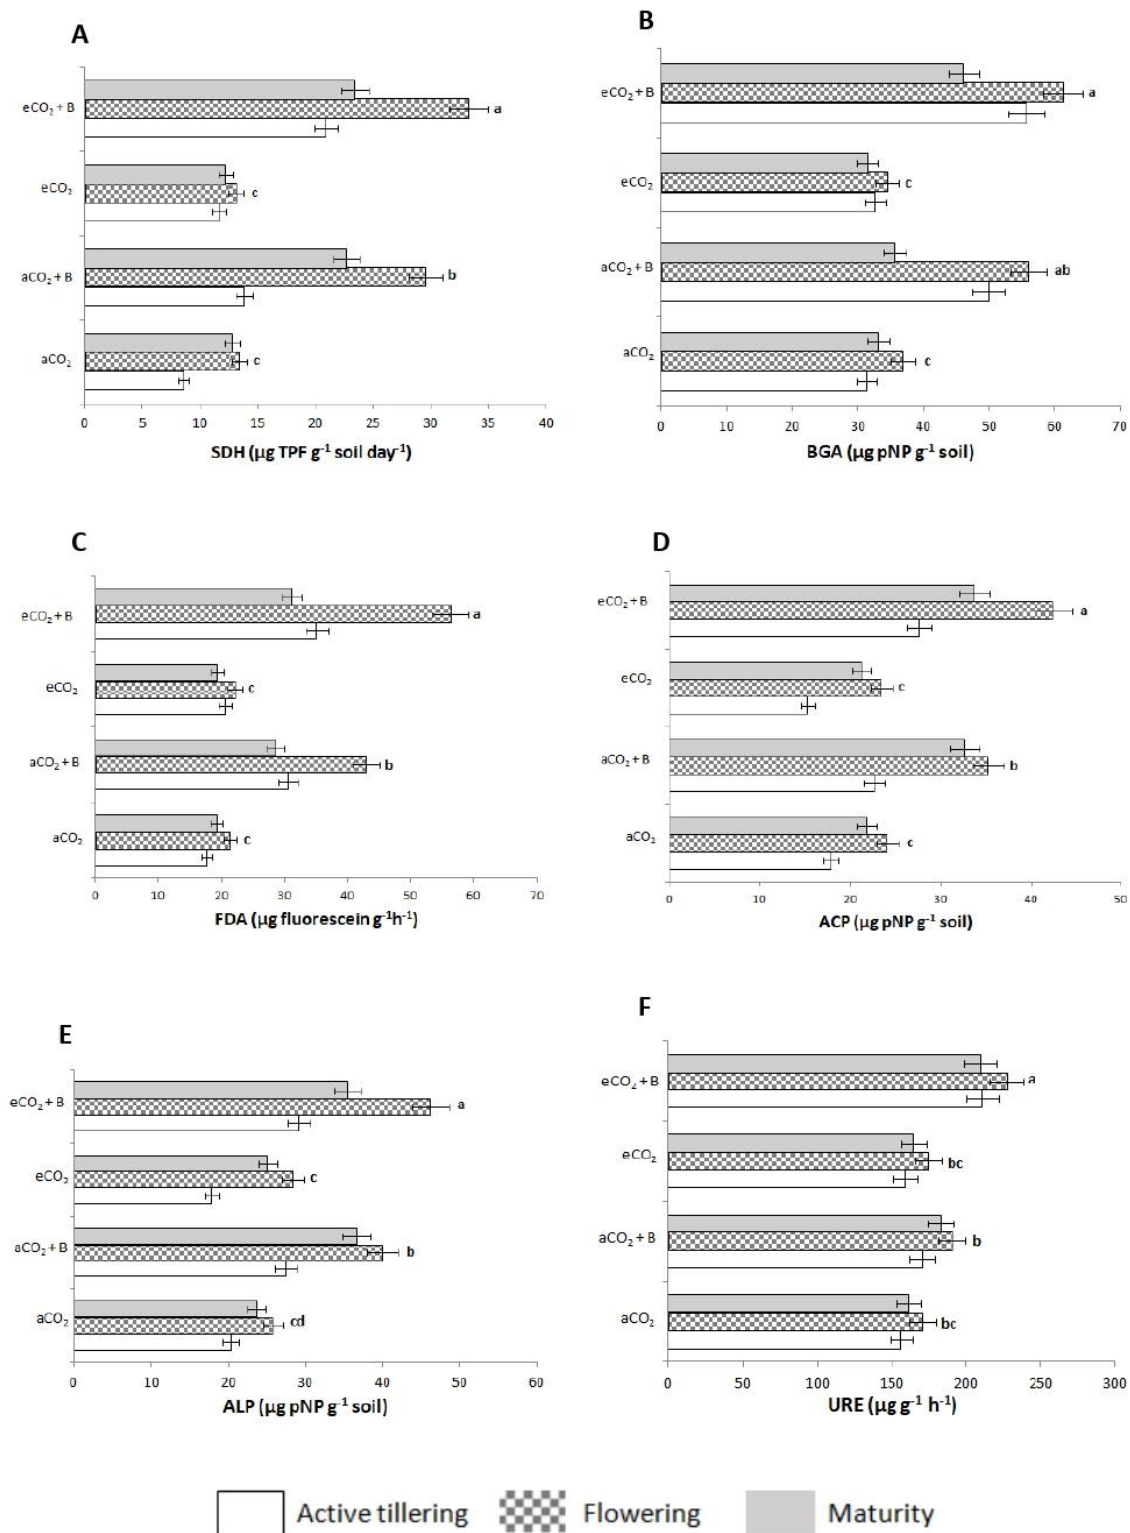 A
eCO₂ + B
a
eCO₂
c
aCO₂ + B
b
aCO₂
c
0 5 10 15 20 25 30 35 40
SDH (µg TPF g⁻¹ soil day⁻¹)
B
eCO₂ + B
a
eCO₂
c
aCO₂ + B
ab
aCO₂
c
0 10 20 30 40 50 60 70
BGA (µg pNP g⁻¹ soil)
C
eCO₂ + B
a
eCO₂
c
aCO₂ + B
b
aCO₂
c
0 10 20 30 40 50 60 70
FDA (µg fluorescein g⁻¹h⁻¹)
D
eCO₂ + B
a
eCO₂
c
aCO₂ + B
b
aCO₂
c
0 10 20 30 40 50
ACP (µg pNP g⁻¹ soil)
E
eCO₂ + B
a
eCO₂
c
aCO₂ + B
b
aCO₂
cd
0 10 20 30 40 50 60
ALP (µg pNP g⁻¹ soil)
F
eCO₂ + B
a
eCO₂
bc
aCO₂ + B
b
aCO₂
bc
0 50 100 150 200 250 300
URE (µg g⁻¹ h⁻¹)
Active tillering Flowering Maturity